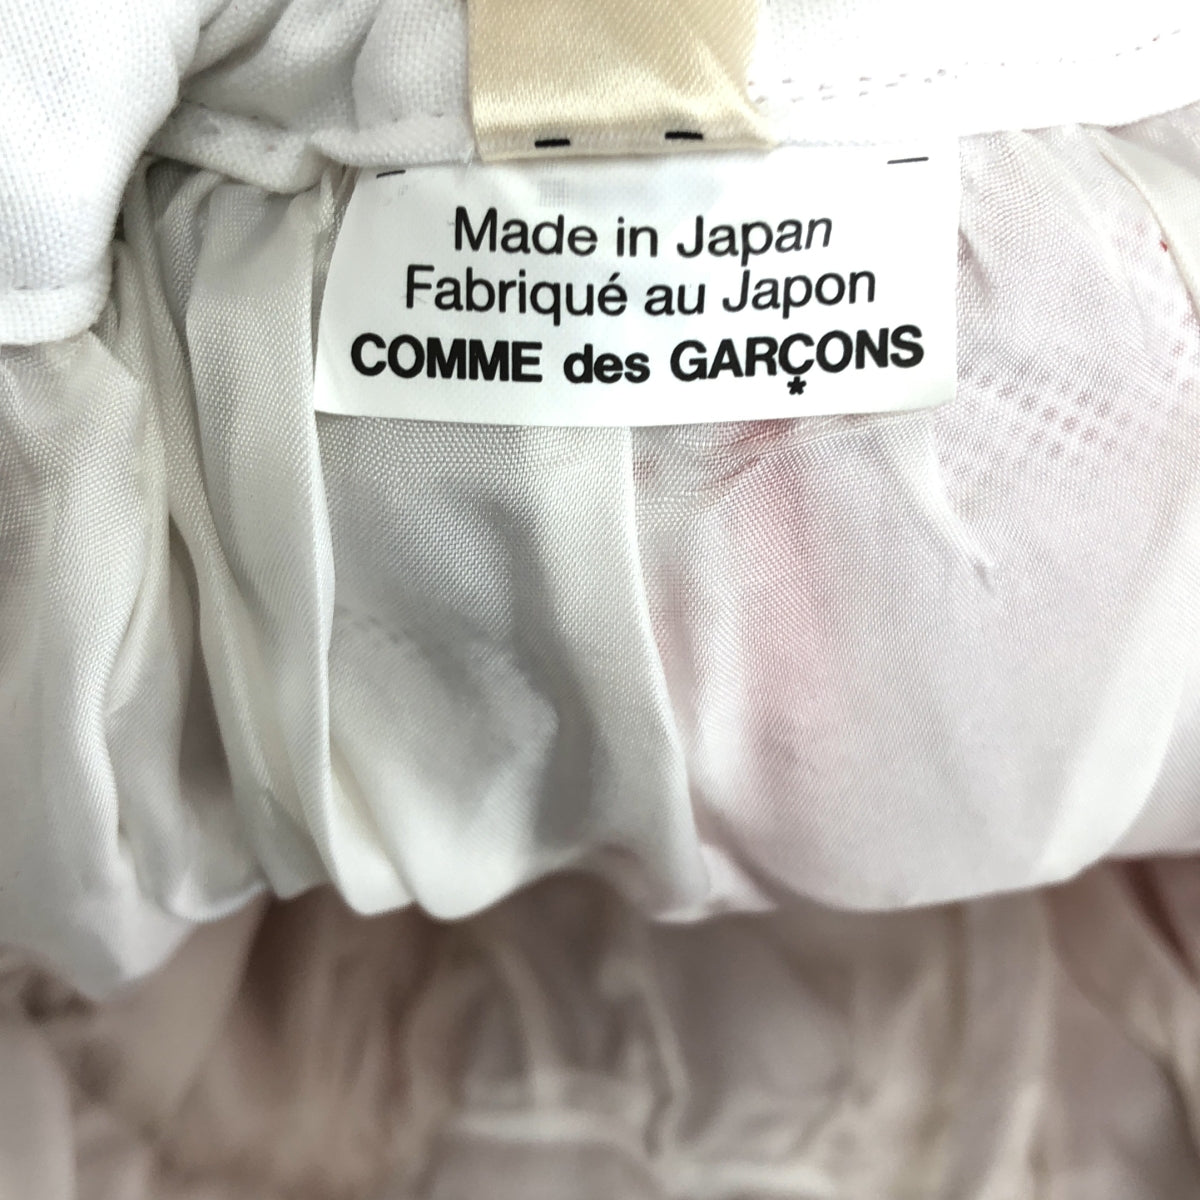 Made in Japan
Fabriqué au Japon
COMME des GARÇONS
*